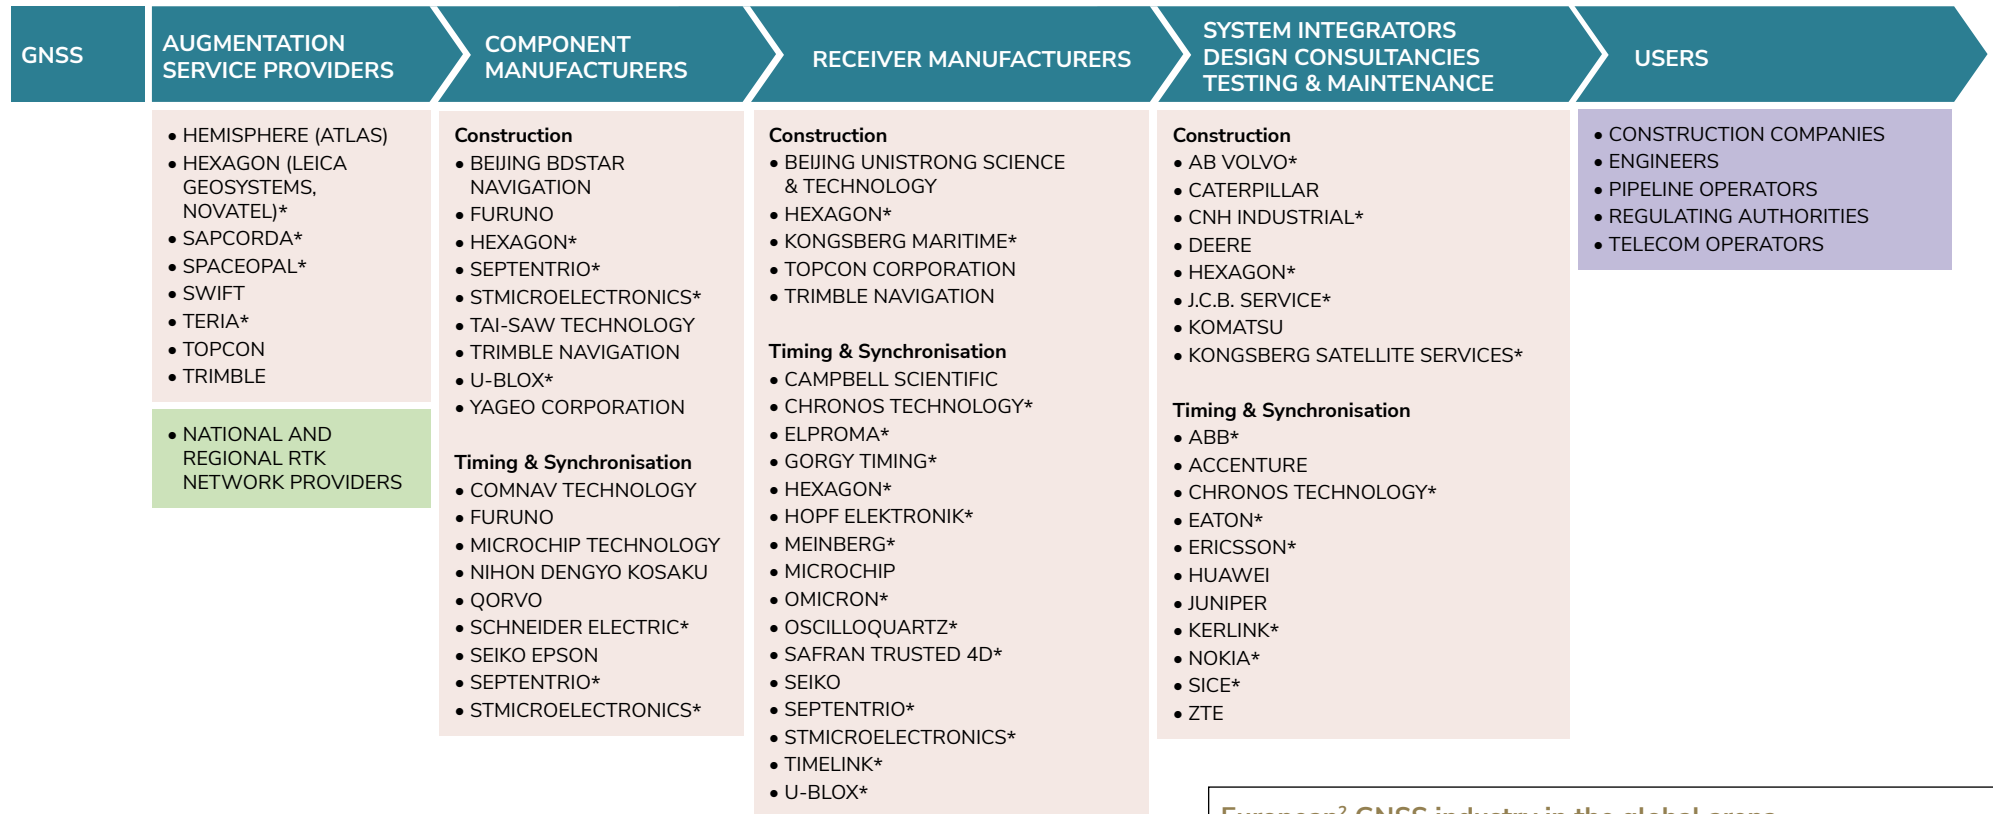 GNSS
AUGMENTATION
SERVICE PROVIDERS
COMPONENT
MANUFACTURERS
RECEIVER MANUFACTURERS
SYSTEM INTEGRATORS
DESIGN CONSULTANCIES
TESTING & MAINTENANCE
USERS
• HEMISPHERE (ATLAS)
• HEXAGON (LEICA
GEOSYSTEMS,
NOVATEL)*
• SAPCORDA*
• SPACEOPAL*
• SWIFT
• TERIA*
• TOPCON
• TRIMBLE
• NATIONAL AND
REGIONAL RTK
NETWORK PROVIDERS
Construction
• BEIJING BDSTAR
NAVIGATION
• FURUNO
• HEXAGON*
• SEPTENTRIO*
• STMICROELECTRONICS*
• TAI-SAW TECHNOLOGY
• TRIMBLE NAVIGATION
• U-BLOX*
• YAGEO CORPORATION
Timing & Synchronisation
• COMNAV TECHNOLOGY
• FURUNO
• MICROCHIP TECHNOLOGY
• NIHON DENGYO KOSAKU
• QORVO
• SCHNEIDER ELECTRIC*
• SEIKO EPSON
• SEPTENTRIO*
• STMICROELECTRONICS*
Construction
• BEIJING UNISTRONG SCIENCE
& TECHNOLOGY
• HEXAGON*
• KONGSBERG MARITIME*
• TOPCON CORPORATION
• TRIMBLE NAVIGATION
Timing & Synchronisation
• CAMPBELL SCIENTIFIC
• CHRONOS TECHNOLOGY*
• ELPROMA*
• GORGY TIMING*
• HEXAGON*
• HOPF ELEKTRONIK*
• MEINBERG*
• MICROCHIP
• OMICRON*
• OSCILLOQUARTZ*
• SAFRAN TRUSTED 4D*
• SEIKO
• SEPTENTRIO*
• STMICROELECTRONICS*
• TIMELINK*
• U-BLOX*
Construction
• AB VOLVO*
• CATERPILLAR
• CNH INDUSTRIAL*
• DEERE
• HEXAGON*
• J.C.B. SERVICE*
• KOMATSU
• KONGSBERG SATELLITE SERVICES*
Timing & Synchronisation
• ABB*
• ACCENTURE
• CHRONOS TECHNOLOGY*
• EATON*
• ERICSSON*
• HUAWEI
• JUNIPER
• KERLINK*
• NOKIA*
• SICE*
• ZTE
• CONSTRUCTION COMPANIES
• ENGINEERS
• PIPELINE OPERATORS
• REGULATING AUTHORITIES
• TELECOM OPERATORS
European² GNSS industry in the global arena